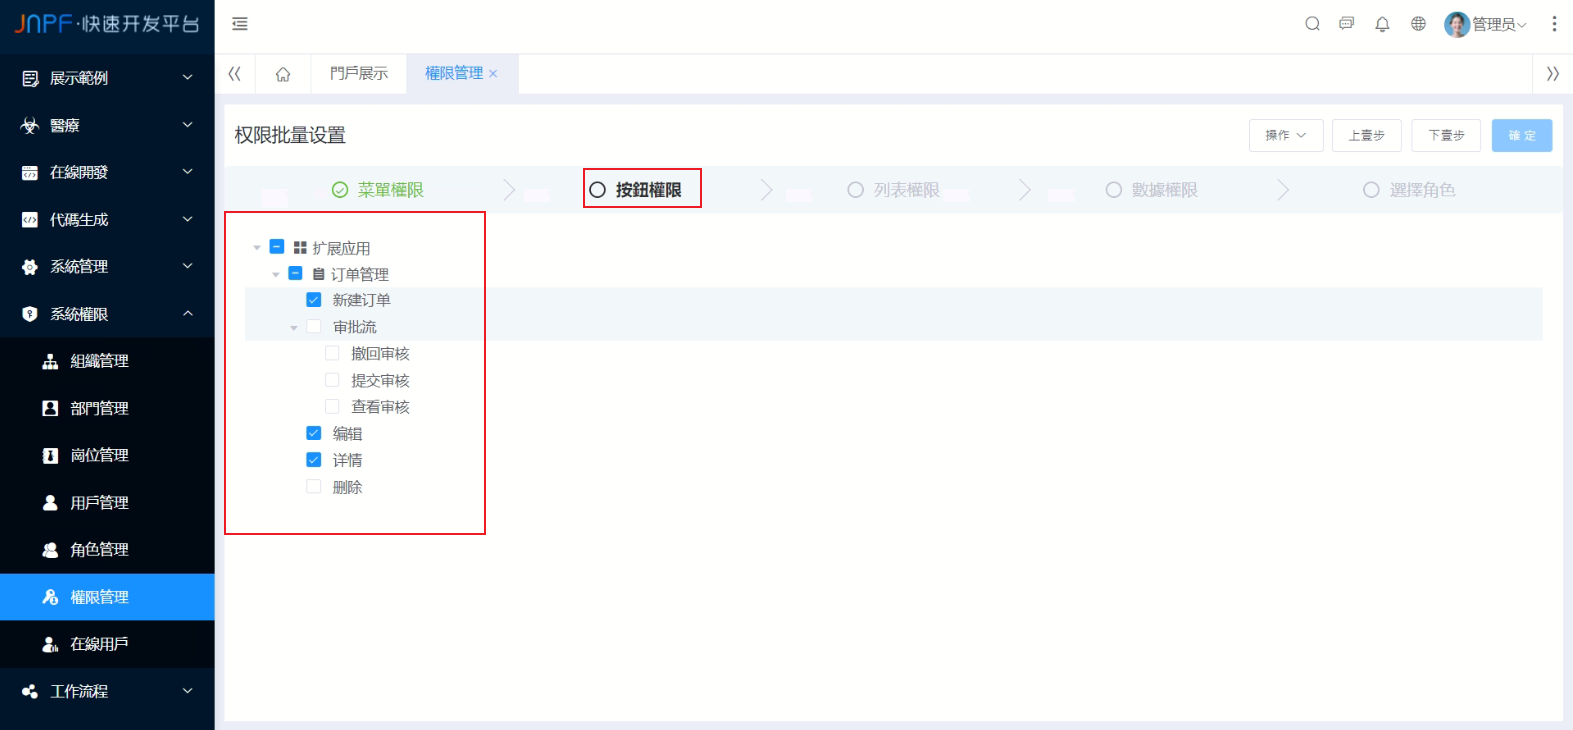 JNPF·快速开发平台
管理员
門戶展示
權限管理
展示範例
醫療
在線開發
代碼生成
系統管理
系統權限
組織管理
部門管理
崗位管理
用戶管理
角色管理
權限管理
在線用戶
工作流程
权限批量设置
操作
上壹步
下壹步
確定
菜單權限
按鈕權限
列表權限
數據權限
選擇角色
扩展应用
订单管理
新建订单
审批流
撤回审核
提交审核
查看审核
编辑
详情
删除